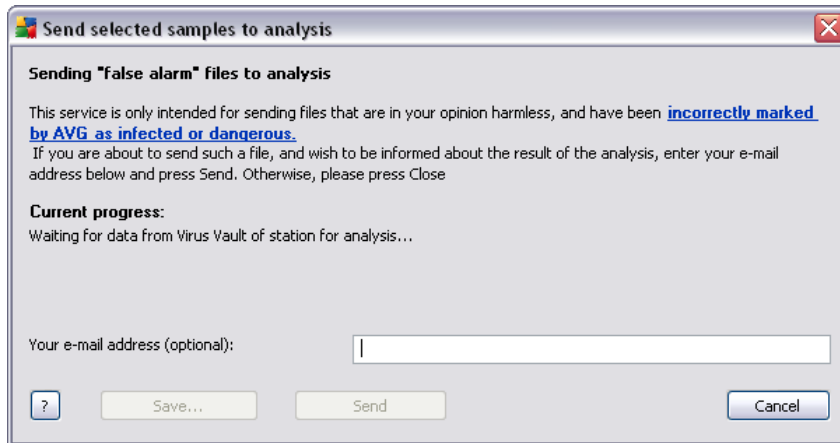 Send selected samples to analysis
Sending "false alarm" files to analysis
This service is only intended for sending files that are in your opinion harmless, and have been incorrectly marked
by AVG as infected or dangerous.
If you are about to send such a file, and wish to be informed about the result of the analysis, enter your e-mail
address below and press Send. Otherwise, please press Close
Current progress:
Waiting for data from Virus Vault of station for analysis...
Your e-mail address (optional):
?
Save...
Send
Cancel